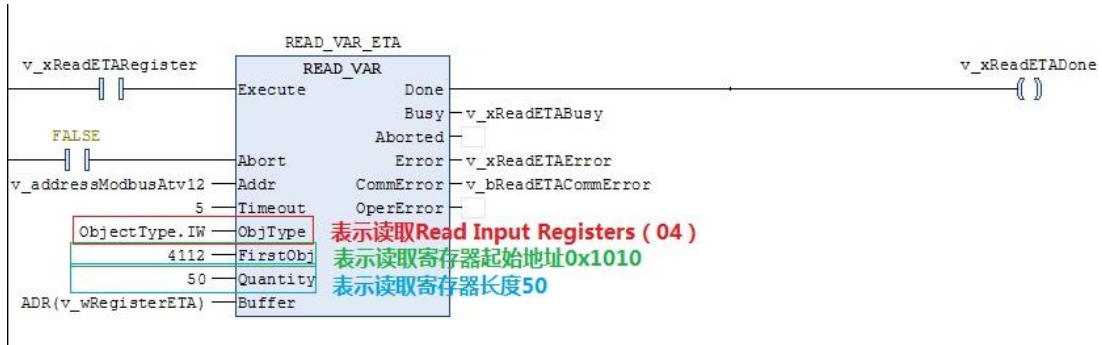 READ_VAR_ETA
v_xReadETARegister READ_VAR v_xReadETADone
Execute Done
Busy v_xReadETABusy
FALSE Aborted
Abort Error v_xReadETAError
v_addressModbusAtv12 Addr CommError v_bReadETACommError
5 Timeout OperError
ObjectType.IW ObjType 表示读取Read Input Registers(04)
4112 FirstObj 表示读取寄存器起始地址0x1010
50 Quantity 表示读取寄存器长度50
ADR(v_wRegisterETA) Buffer